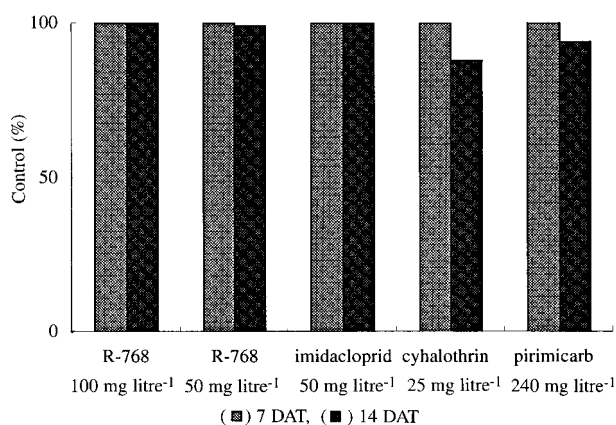 100
50
0
Control (%)
R-768 R-768 imidacloprid cyhalothrin pirimicarb
100 mg litre⁻¹ 50 mg litre⁻¹ 50 mg litre⁻¹ 25 mg litre⁻¹ 240 mg litre⁻¹
( ) 7 DAT, ( ) 14 DAT